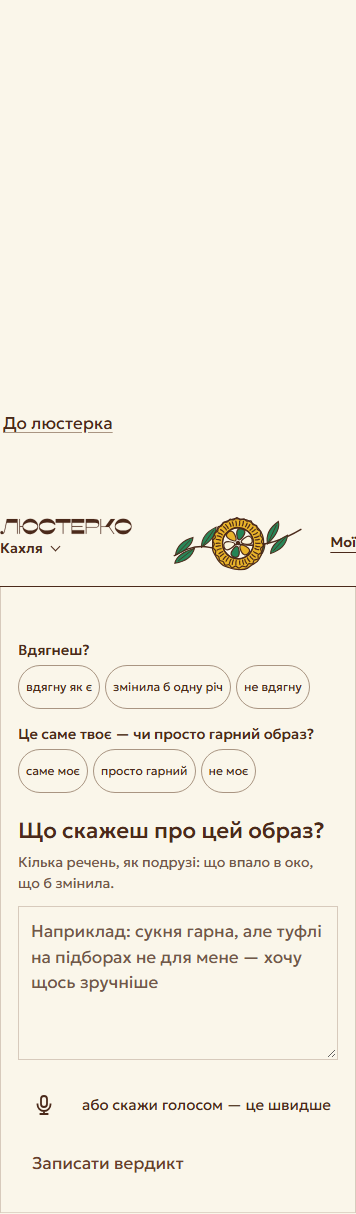 До люстерка
ЛЮСТЕРКО
Кахля
Мої
Вдягнеш?
вдягну як є
змінила б одну річ
не вдягну
Це саме твоє — чи просто гарний образ?
саме моє
просто гарний
не моє
Що скажеш про цей образ?
Кілька речень, як подрузі: що впало в око,
що б змінила.
Наприклад: сукня гарна, але туфлі
на підборах не для мене — хочу
щось зручніше
або скажи голосом — це швидше
Записати вердикт